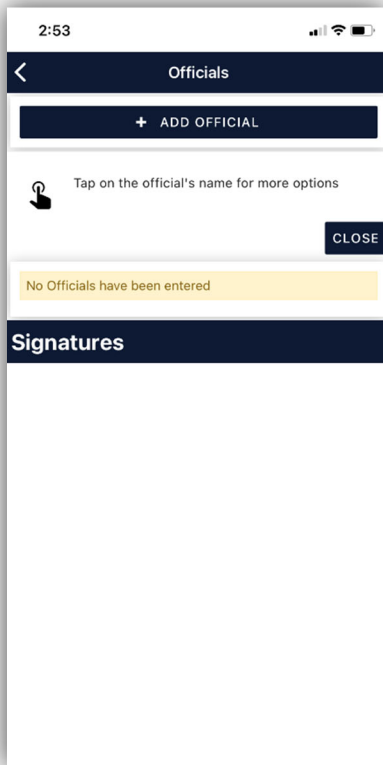 2:53
Officials
+ ADD OFFICIAL
Tap on the official's name for more options
CLOSE
No Officials have been entered
Signatures